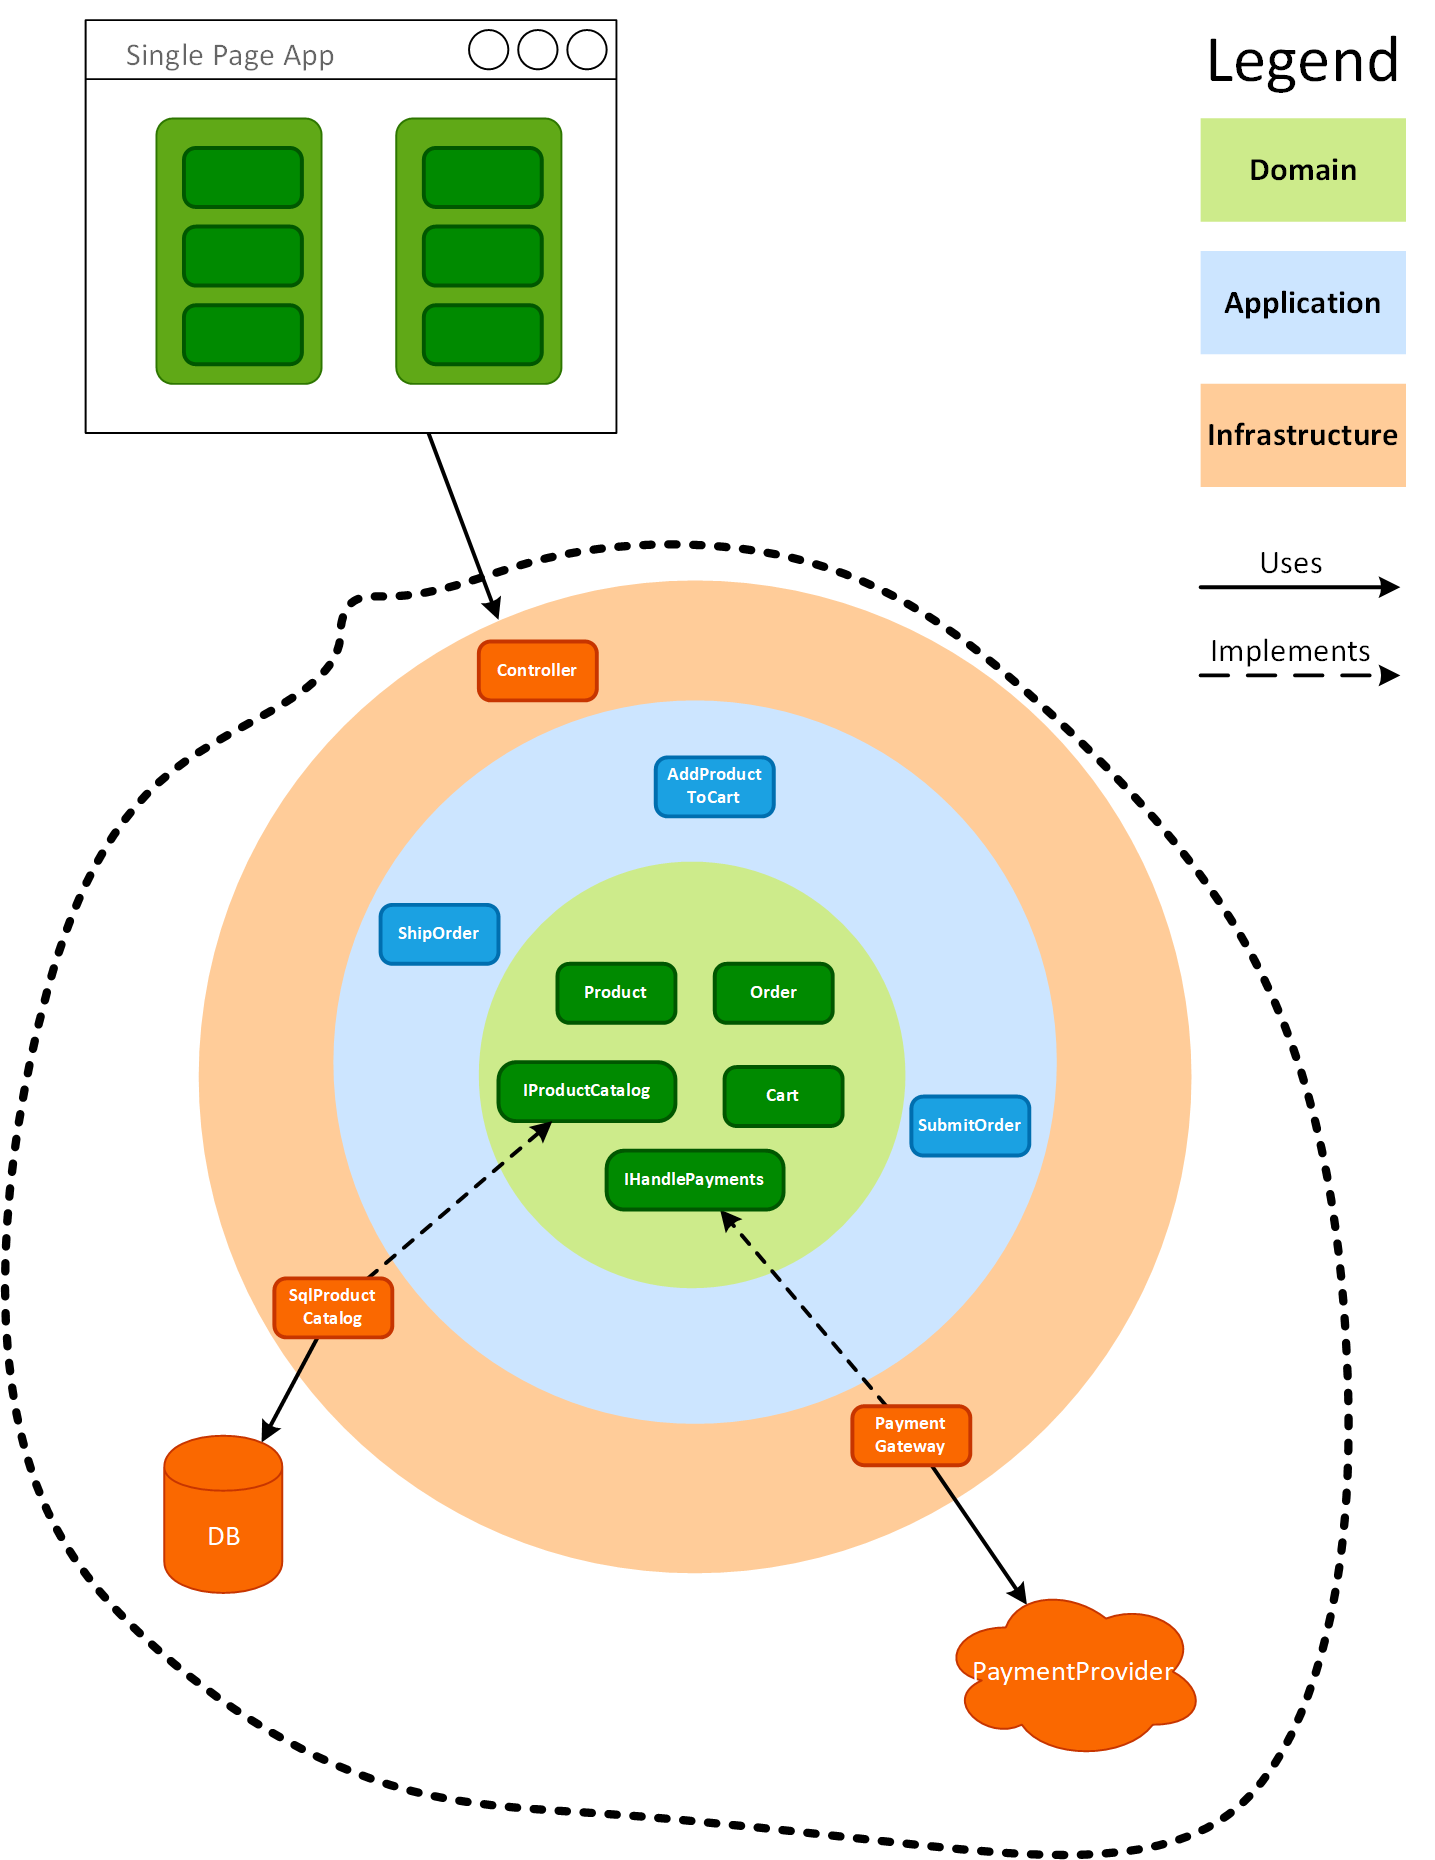 Single Page App
Legend
Domain
Application
Infrastructure
Uses
Implements
Controller
AddProduct
ToCart
ShipOrder
Product
Order
IProductCatalog
Cart
SubmitOrder
IHandlePayments
SqlProduct
Catalog
Payment
Gateway
DB
PaymentProvider